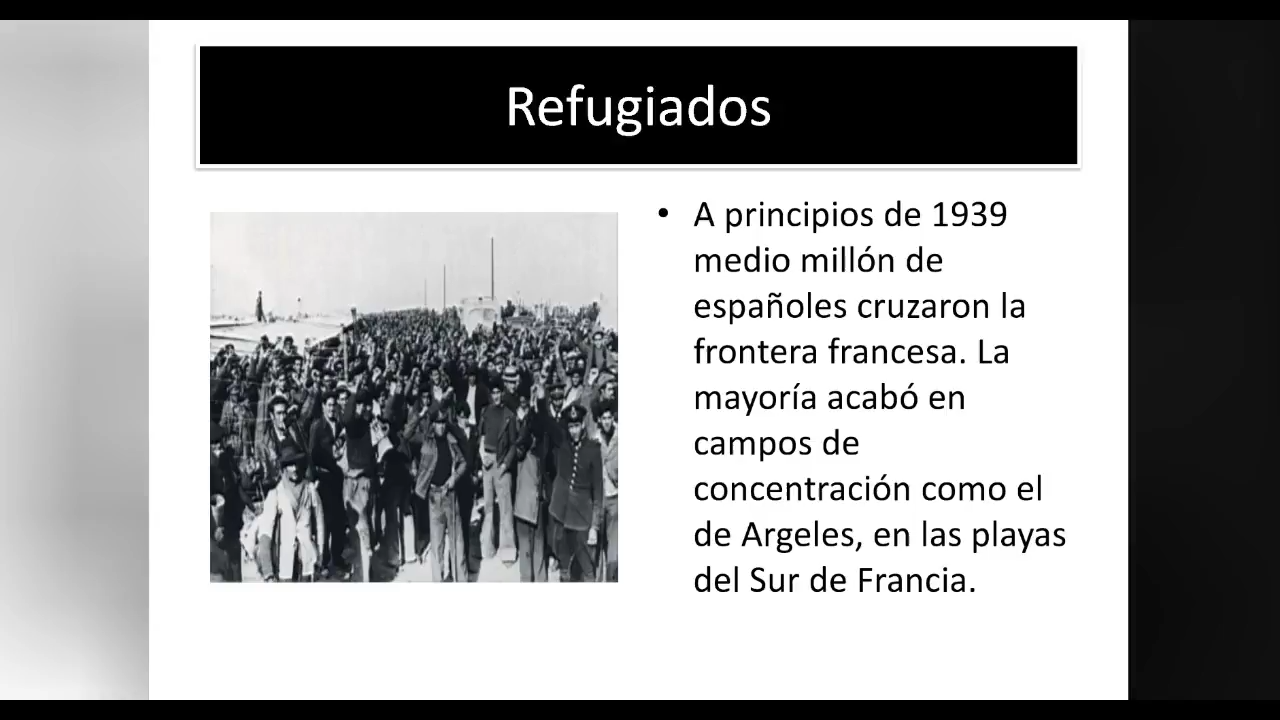 Refugiados
• A principios de 1939
medio millón de
españoles cruzaron la
frontera francesa. La
mayoría acabó en
campos de
concentración como el
de Argeles, en las playas
del Sur de Francia.